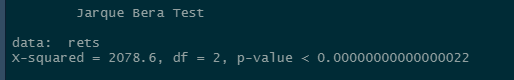 Jarque Bera Test
data: rets
X-squared = 2078.6, df = 2, p-value < 0.00000000000000022